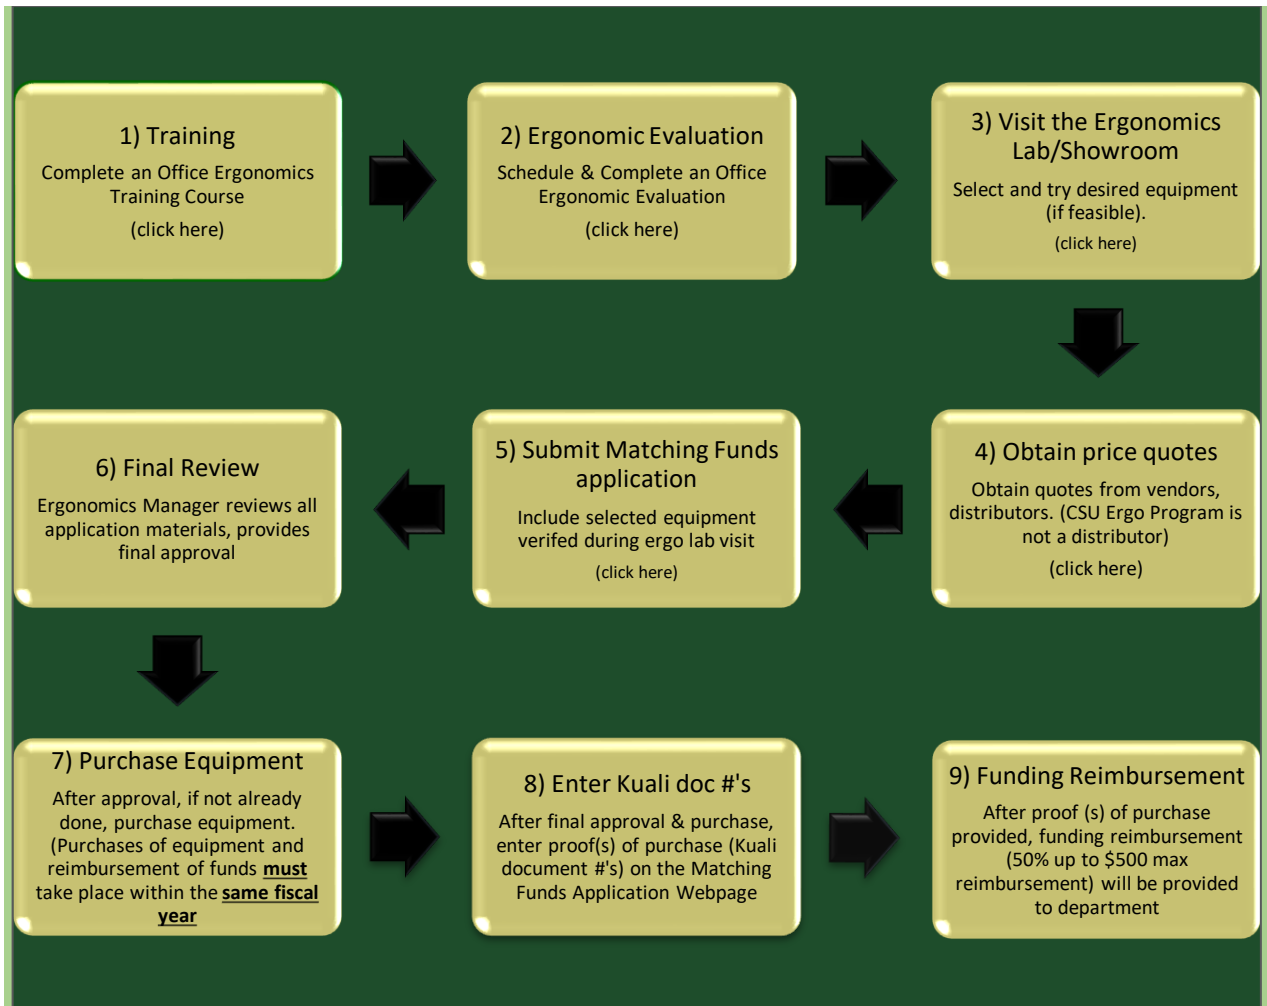 1) Training
Complete an Office Ergonomics
Training Course
(click here)
2) Ergonomic Evaluation
Schedule & Complete an Office
Ergonomic Evaluation
(click here)
3) Visit the Ergonomics
Lab/Showroom
Select and try desired equipment
(if feasible).
(click here)
4) Obtain price quotes
Obtain quotes from vendors,
distributors. (CSU Ergo Program is
not a distributor)
(click here)
5) Submit Matching Funds
application
Include selected equipment
verifed during ergo lab visit
(click here)
6) Final Review
Ergonomics Manager reviews all
application materials, provides
final approval
7) Purchase Equipment
After approval, if not already
done, purchase equipment.
(Purchases of equipment and
reimbursement of funds must
take place within the same fiscal
year
8) Enter Kuali doc #'s
After final approval & purchase,
enter proof(s) of purchase (Kuali
document #'s) on the Matching
Funds Application Webpage
9) Funding Reimbursement
After proof (s) of purchase
provided, funding reimbursement
(50% up to $500 max
reimbursement) will be provided
to department